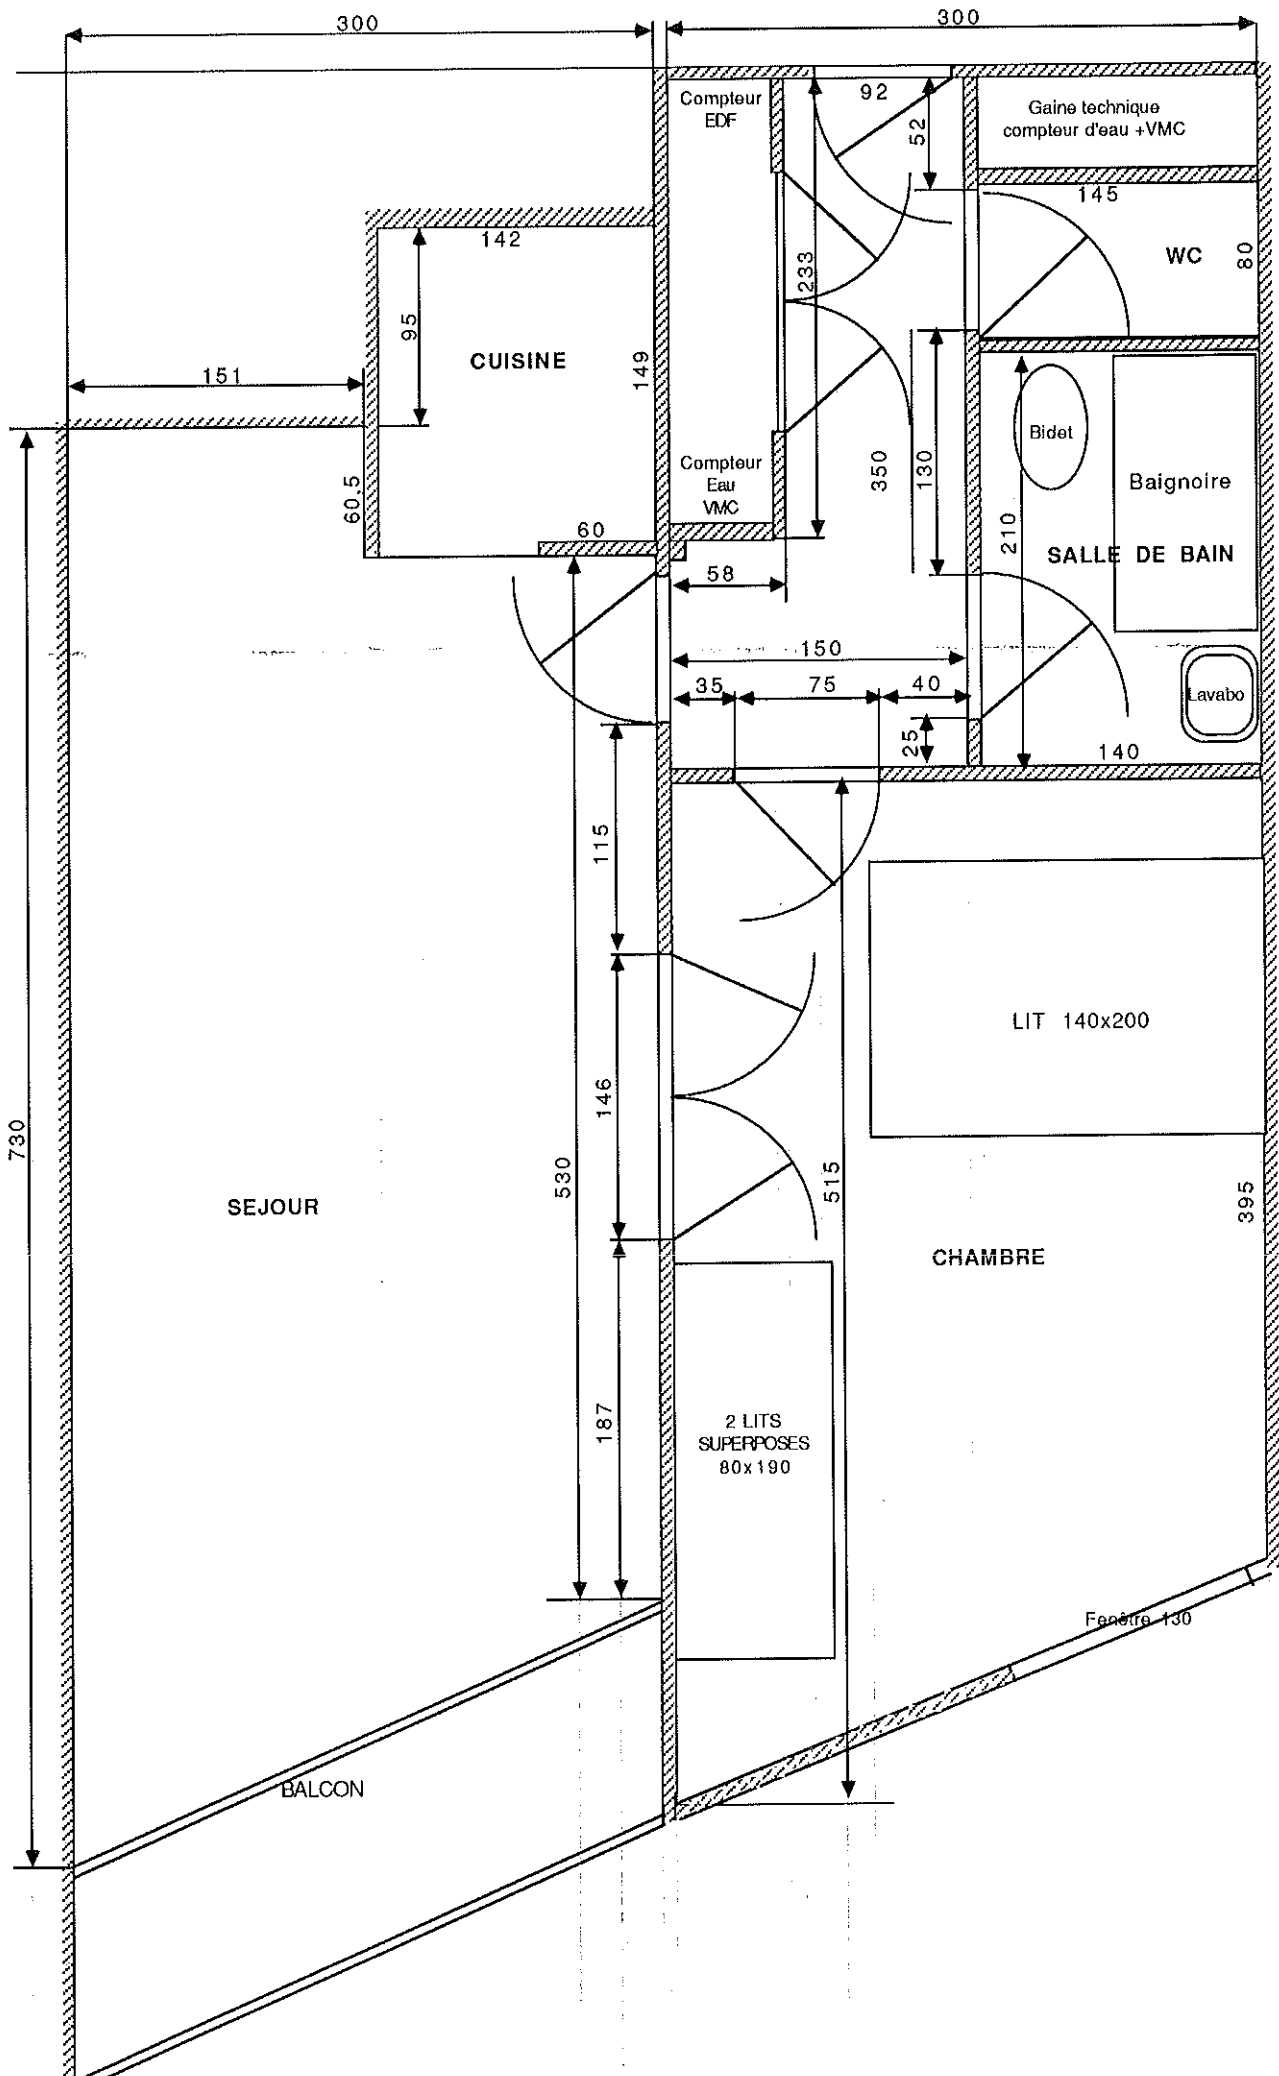 300
300
Compteur
EDF
92
52
Gaine technique
compteur d'eau +VMC
145
WC
80
142
95
CUISINE
149
233
151
60,5
60
Compteur
Eau
VMC
350
130
Bidet
Baignoire
210
SALLE DE BAIN
58
150
35
75
40
25
Lavabo
140
115
146
LIT 140x200
730
530
515
395
SEJOUR
CHAMBRE
187
2 LITS
SUPERPOSES
80x190
Fenêtre 130
BALCON